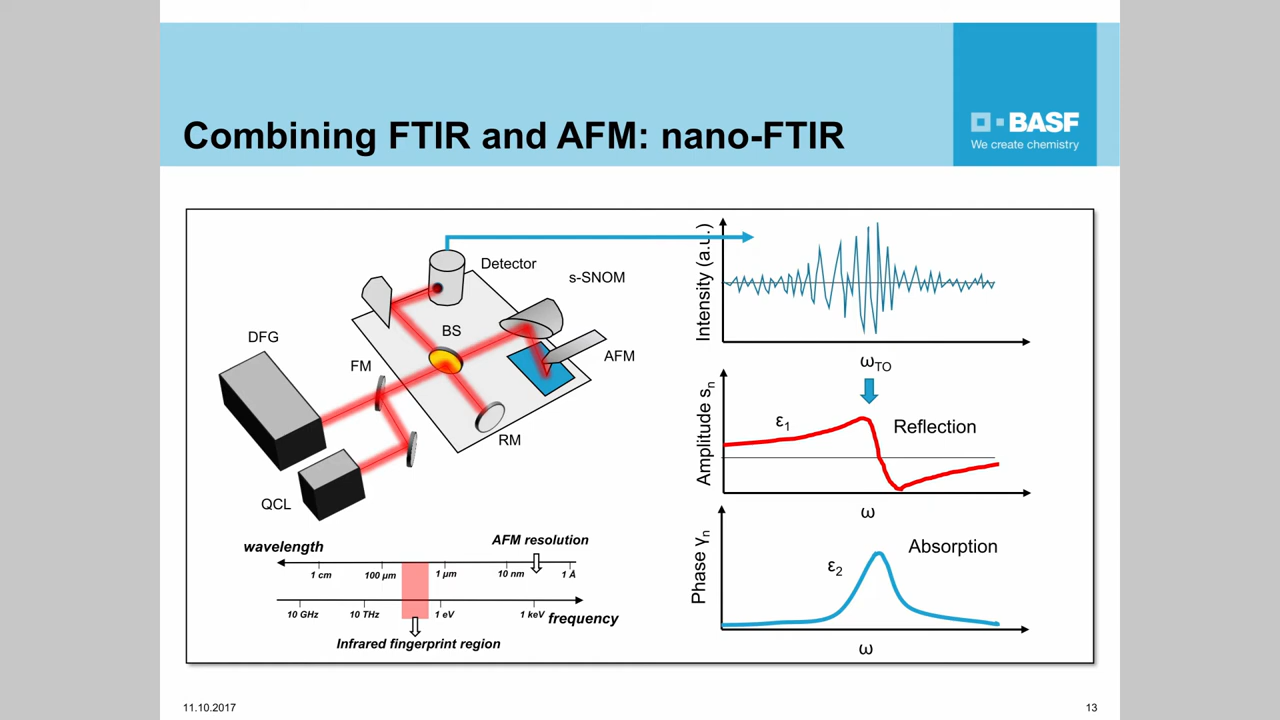 Combining FTIR and AFM: nano-FTIR
BASF
We create chemistry
Detector
s-SNOM
DFG
BS
FM
AFM
RM
QCL
wavelength
AFM resolution
1 cm
100 µm
1 µm
10 nm
1 Å
10 GHz
10 THz
1 eV
1 keV
frequency
Infrared fingerprint region
Intensity (a.u.)
ωTO
Amplitude sn
ε1
Reflection
ω
Phase γn
ε2
Absorption
ω
11.10.2017
13